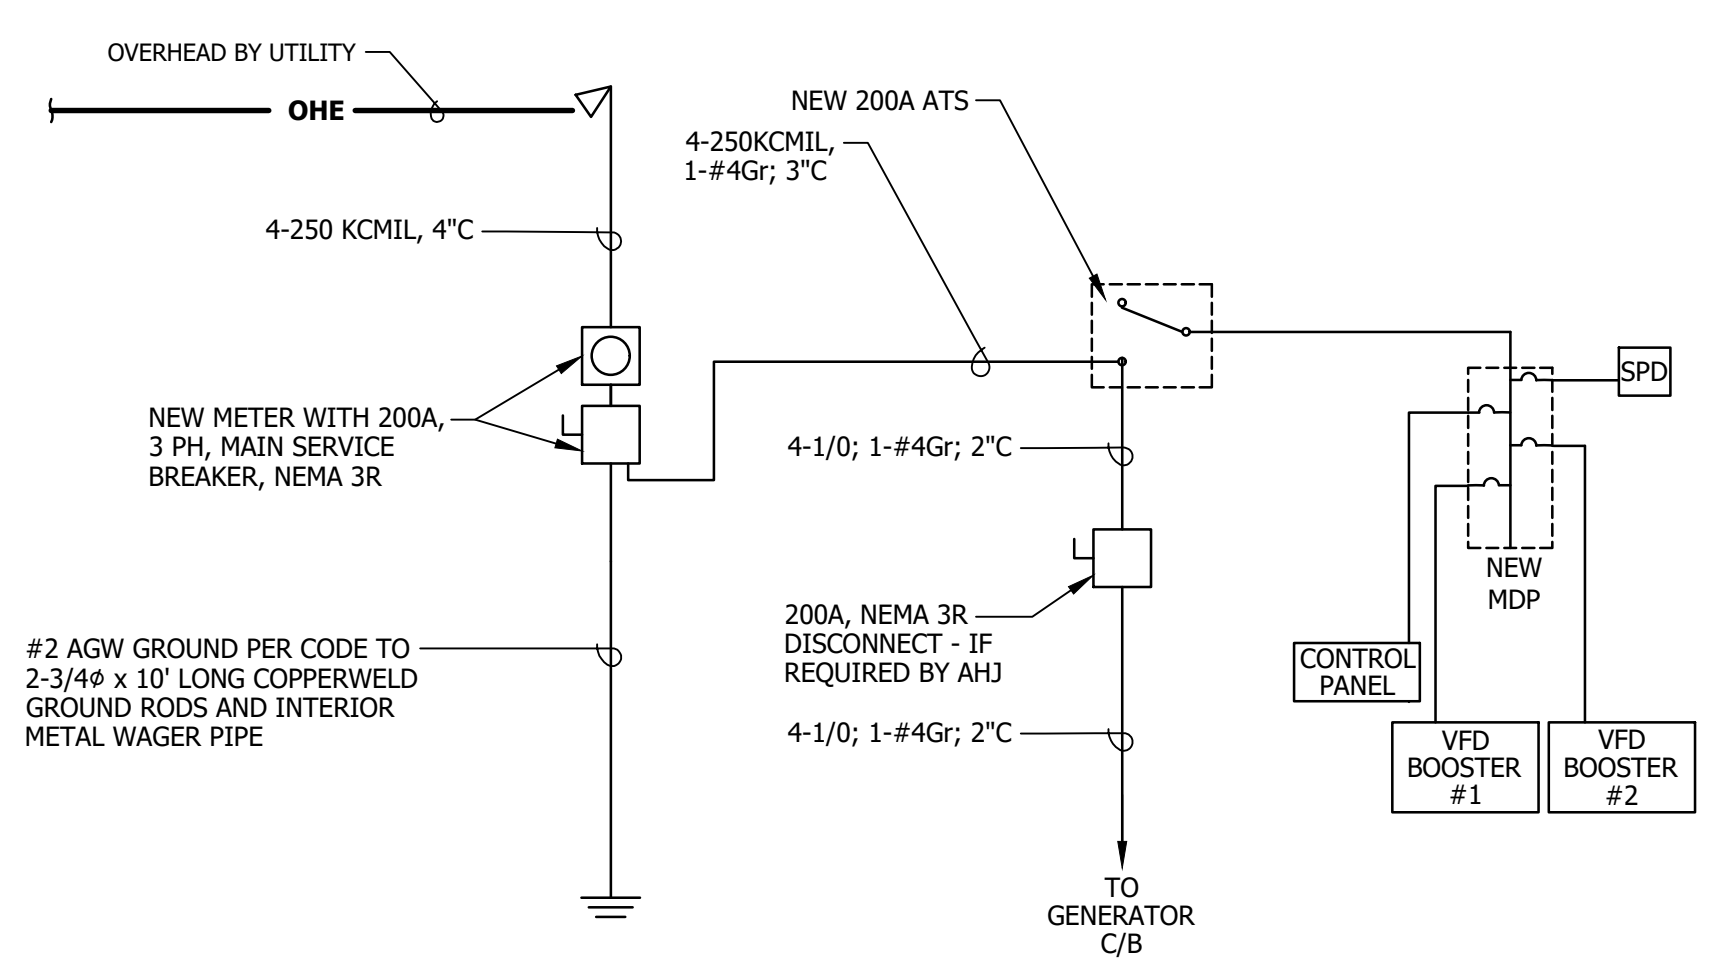 OVERHEAD BY UTILITY
OHE
NEW 200A ATS
4-250KCMIL,
1-#4Gr; 3"C
4-250 KCMIL, 4"C
NEW METER WITH 200A,
3 PH, MAIN SERVICE
BREAKER, NEMA 3R
4-1/0; 1-#4Gr; 2"C
SPD
NEW
MDP
200A, NEMA 3R
DISCONNECT - IF
REQUIRED BY AHJ
#2 AGW GROUND PER CODE TO
2-3/4⌀ x 10' LONG COPPERWELD
GROUND RODS AND INTERIOR
METAL WAGER PIPE
4-1/0; 1-#4Gr; 2"C
CONTROL
PANEL
VFD
BOOSTER
#1
VFD
BOOSTER
#2
TO
GENERATOR
C/B